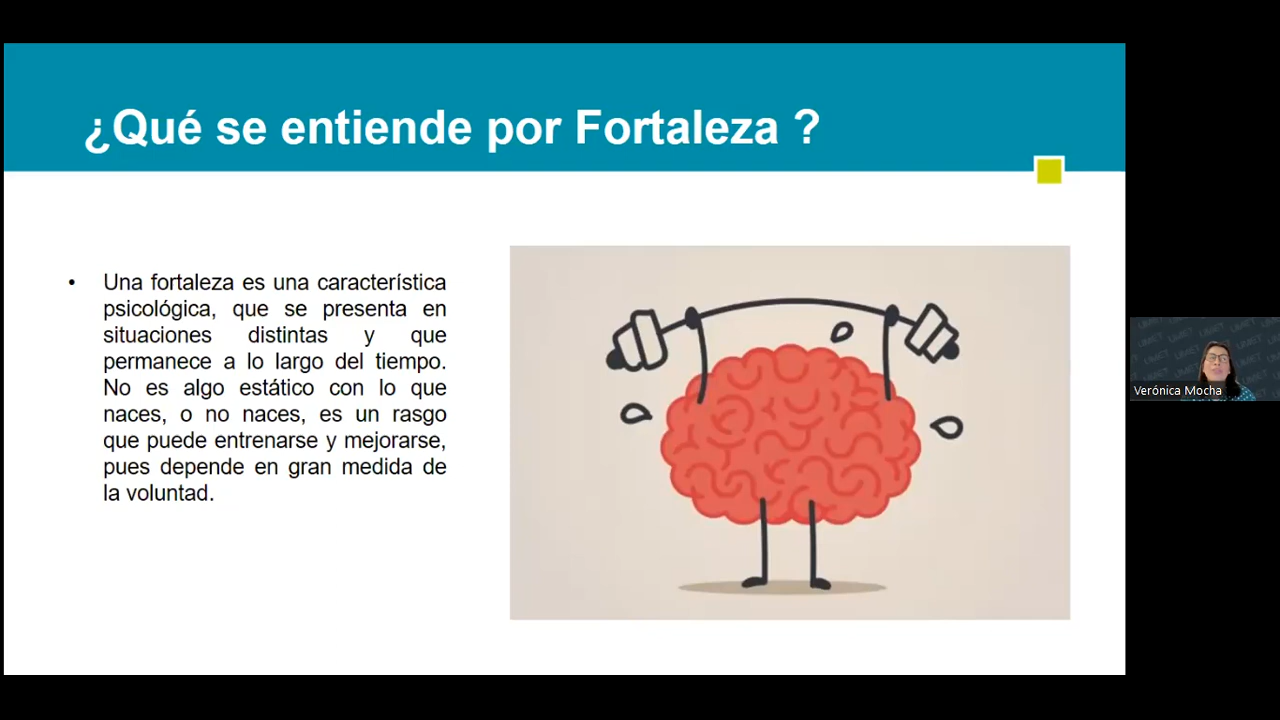 ¿Qué se entiende por Fortaleza ?
• Una fortaleza es una característica
psicológica, que se presenta en
situaciones distintas y que
permanece a lo largo del tiempo.
No es algo estático con lo que
naces, o no naces, es un rasgo
que puede entrenarse y mejorarse,
pues depende en gran medida de
la voluntad.
Verónica Mocha